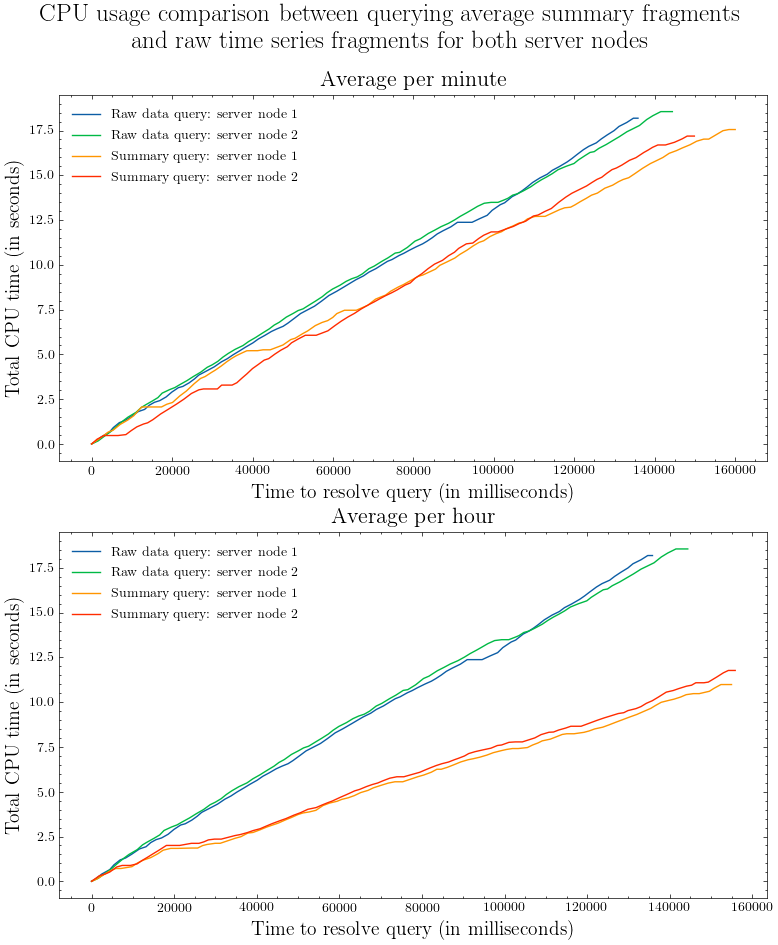 CPU usage comparison between querying average summary fragments
and raw time series fragments for both server nodes
Average per minute
Raw data query: server node 1
Raw data query: server node 2
Summary query: server node 1
Summary query: server node 2
Total CPU time (in seconds)
17.5
15.0
12.5
10.0
7.5
5.0
2.5
0.0
0 20000 40000 60000 80000 100000 120000 140000 160000
Time to resolve query (in milliseconds)
Average per hour
Raw data query: server node 1
Raw data query: server node 2
Summary query: server node 1
Summary query: server node 2
Total CPU time (in seconds)
17.5
15.0
12.5
10.0
7.5
5.0
2.5
0.0
0 20000 40000 60000 80000 100000 120000 140000 160000
Time to resolve query (in milliseconds)